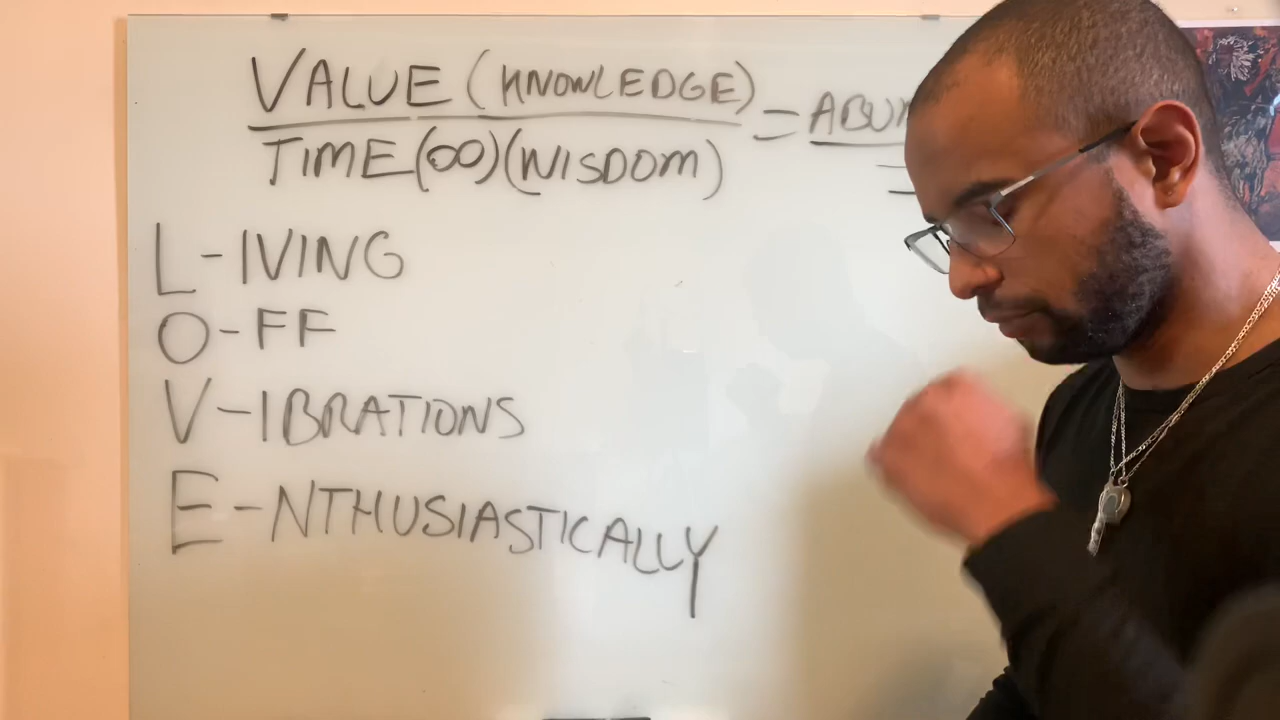 VALUE (KNOWLEDGE) =
TIME (∞)(WISDOM) =
L-IVING
O-FF
V-IBRATIONS
E-NTHUSIASTICALLY